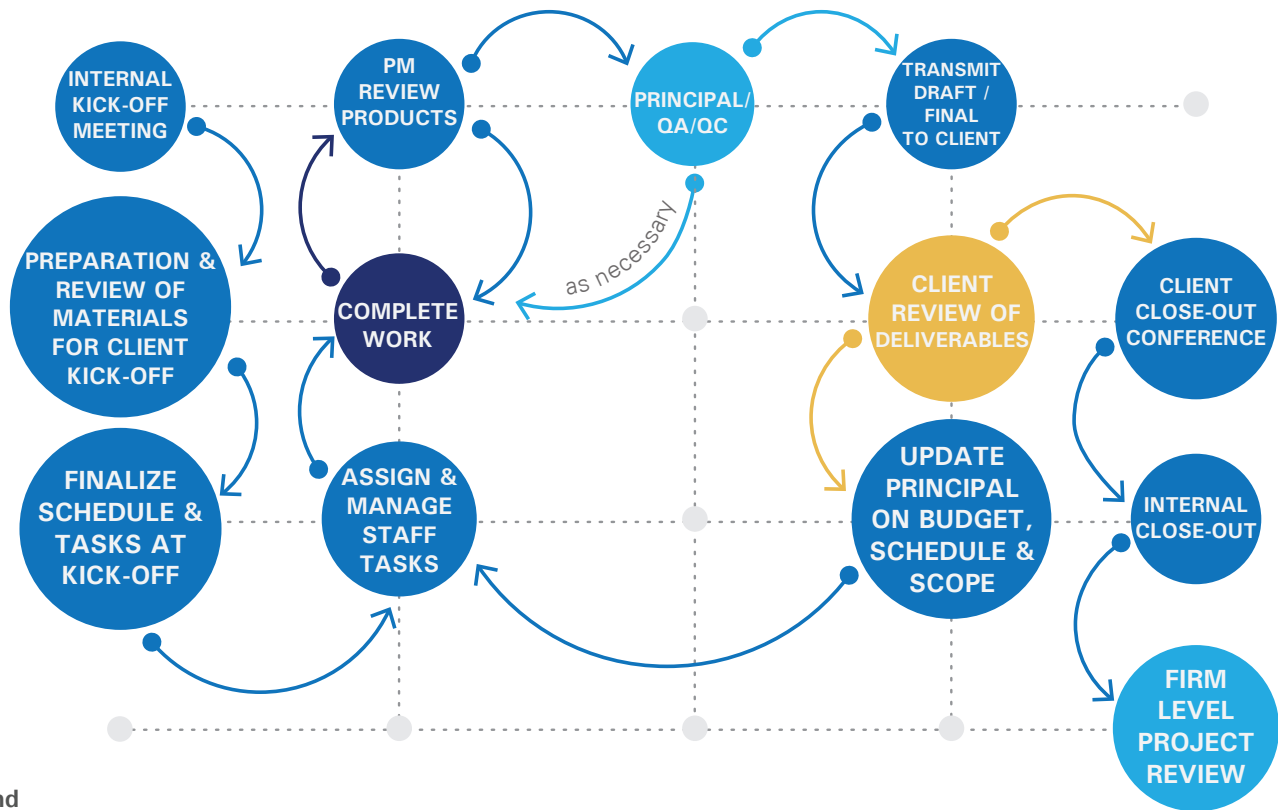 INTERNAL
KICK-OFF
MEETING
PREPARATION &
REVIEW OF
MATERIALS
FOR CLIENT
KICK-OFF
FINALIZE
SCHEDULE &
TASKS AT
KICK-OFF
ASSIGN &
MANAGE
STAFF
TASKS
COMPLETE
WORK
PM
REVIEW
PRODUCTS
PRINCIPAL/
QA/QC
as necessary
TRANSMIT
DRAFT /
FINAL
TO CLIENT
CLIENT
REVIEW OF
DELIVERABLES
UPDATE
PRINCIPAL
ON BUDGET,
SCHEDULE &
SCOPE
CLIENT
CLOSE-OUT
CONFERENCE
INTERNAL
CLOSE-OUT
FIRM
LEVEL
PROJECT
REVIEW